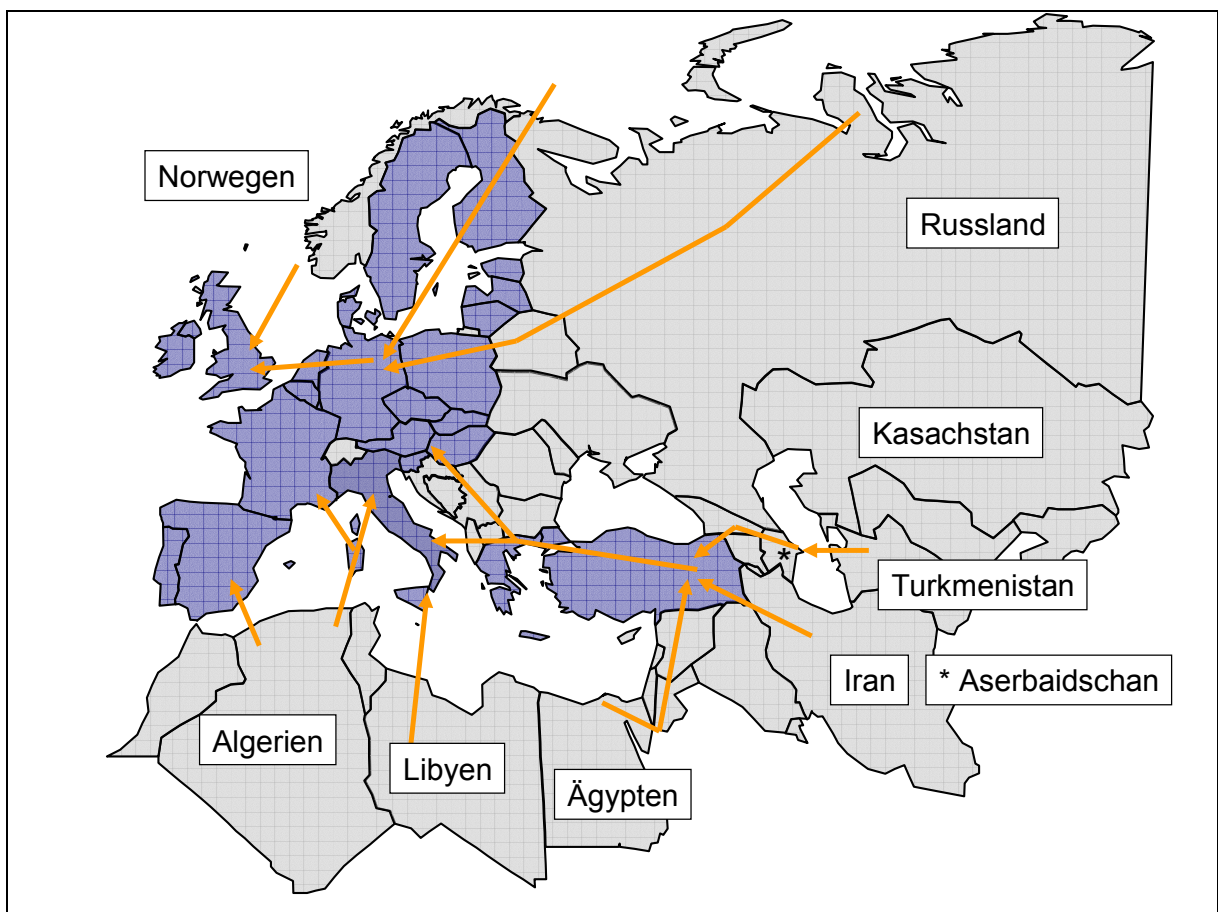 Norwegen
Russland
Kasachstan
*
Turkmenistan
Iran
* Aserbaidschan
Algerien
Libyen
Ägypten